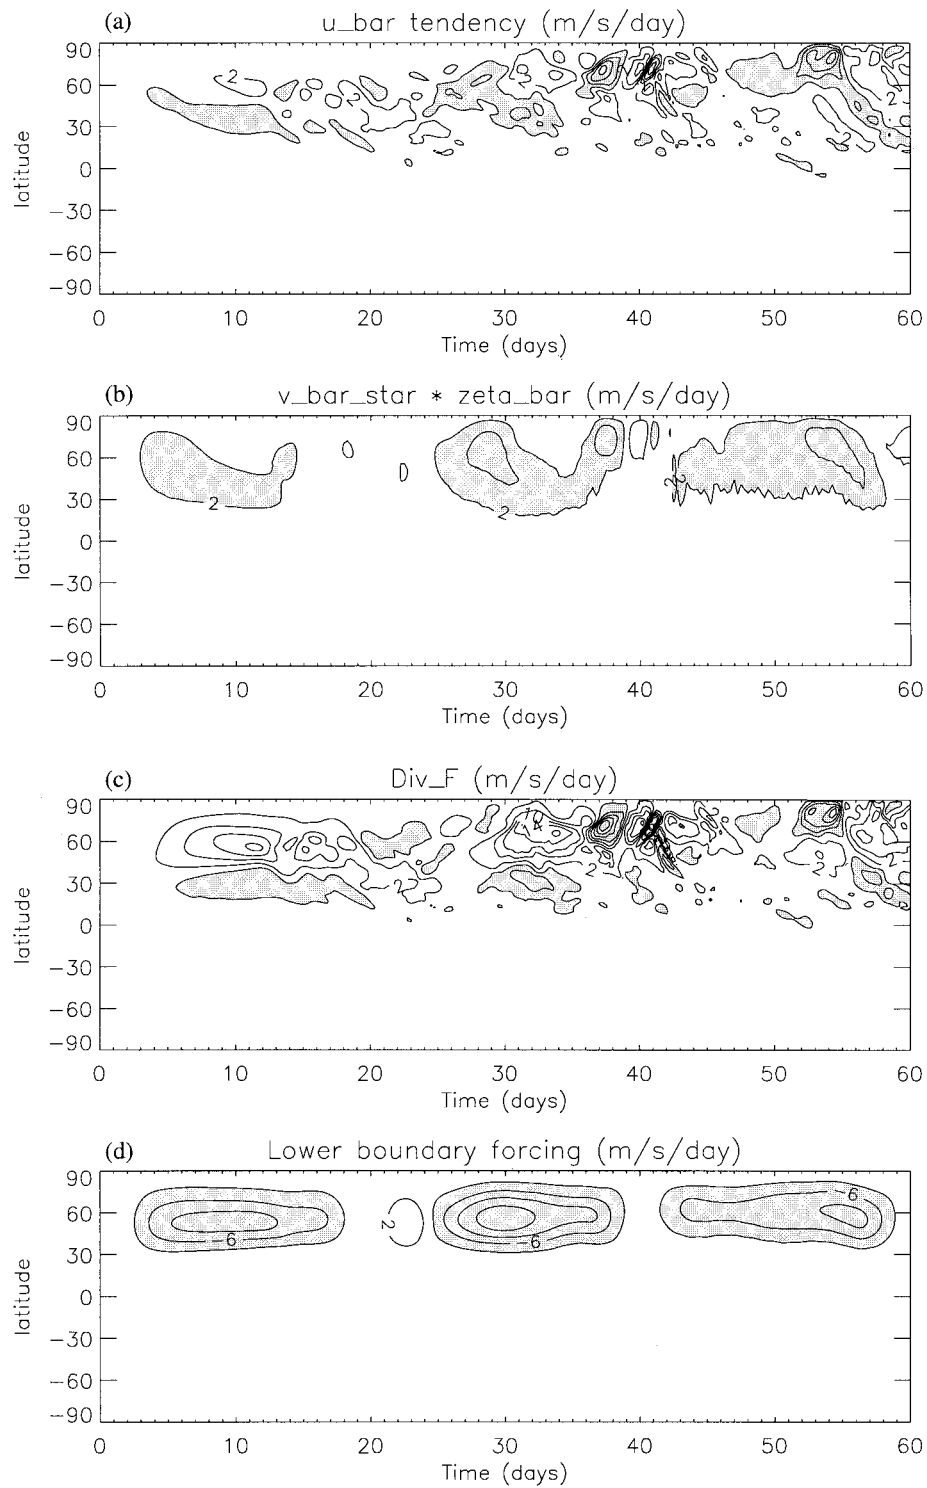 (a) u_bar tendency (m/s/day)
90
60
30
0
−30
−60
−90
latitude
2
2
2
2
2
0 10 20 30 40 50 60
Time (days)
(b) v_bar_star * zeta_bar (m/s/day)
90
60
30
0
−30
−60
−90
latitude
2
2
2
2
0 10 20 30 40 50 60
Time (days)
(c) Div_F (m/s/day)
90
60
30
0
−30
−60
−90
latitude
10
2
2
2
0 10 20 30 40 50 60
Time (days)
(d) Lower boundary forcing (m/s/day)
90
60
30
0
−30
−60
−90
latitude
−6
2
−6
−6
0 10 20 30 40 50 60
Time (days)